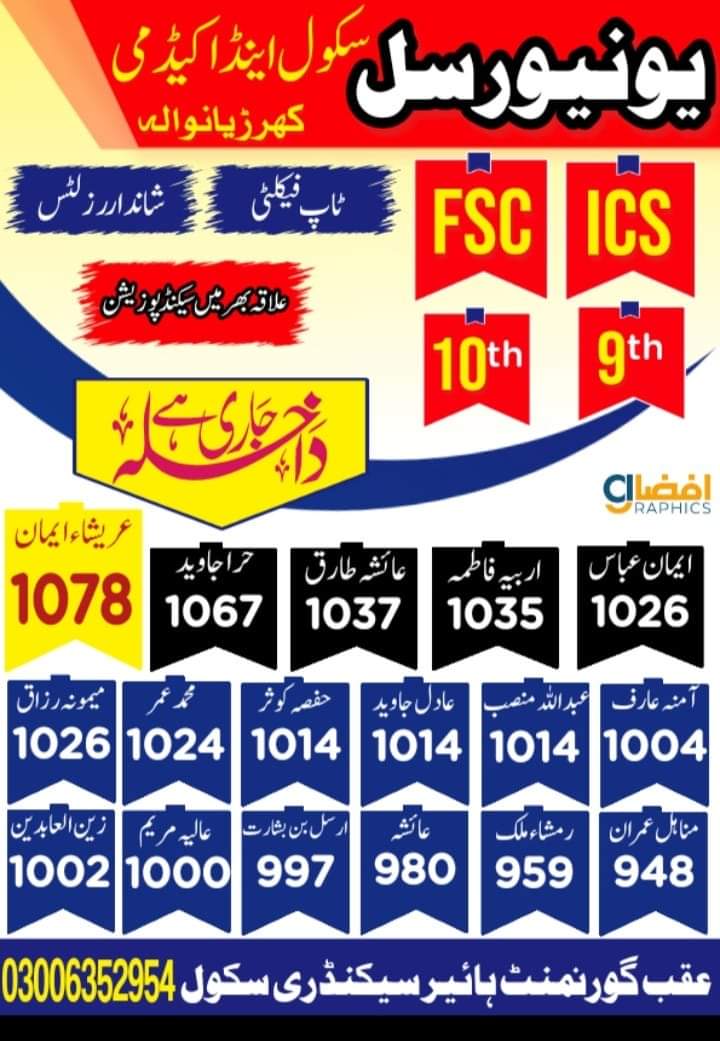 یونیورسل
سکول اینڈ اکیڈمی
کھرڑیانوالہ
ICS
FSC
ٹاپ فیکلٹی
شاندار رزلٹس
علاقہ بھر میں سیکنڈ پوزیشن
9th
10th
داخلہ جاری ہے
افضال
GRAPHICS
ایمان عباس
1026
اریبہ فاطمہ
1035
عائشہ طارق
1037
حرا جاوید
1067
عریشاء ایمان
1078
آمنہ عارف
1004
عبداللہ منصب
1014
عادل جاوید
1014
حفصہ کوثر
1014
محمد عمر
1024
میمونہ رزاق
1026
مناہل عمران
948
رمشاء ملک
959
عائشہ
980
ارسل بن بشارت
997
عالیہ مریم
1000
زین العابدین
1002
عقب گورنمنٹ ہائیر سیکنڈری سکول 03006352954